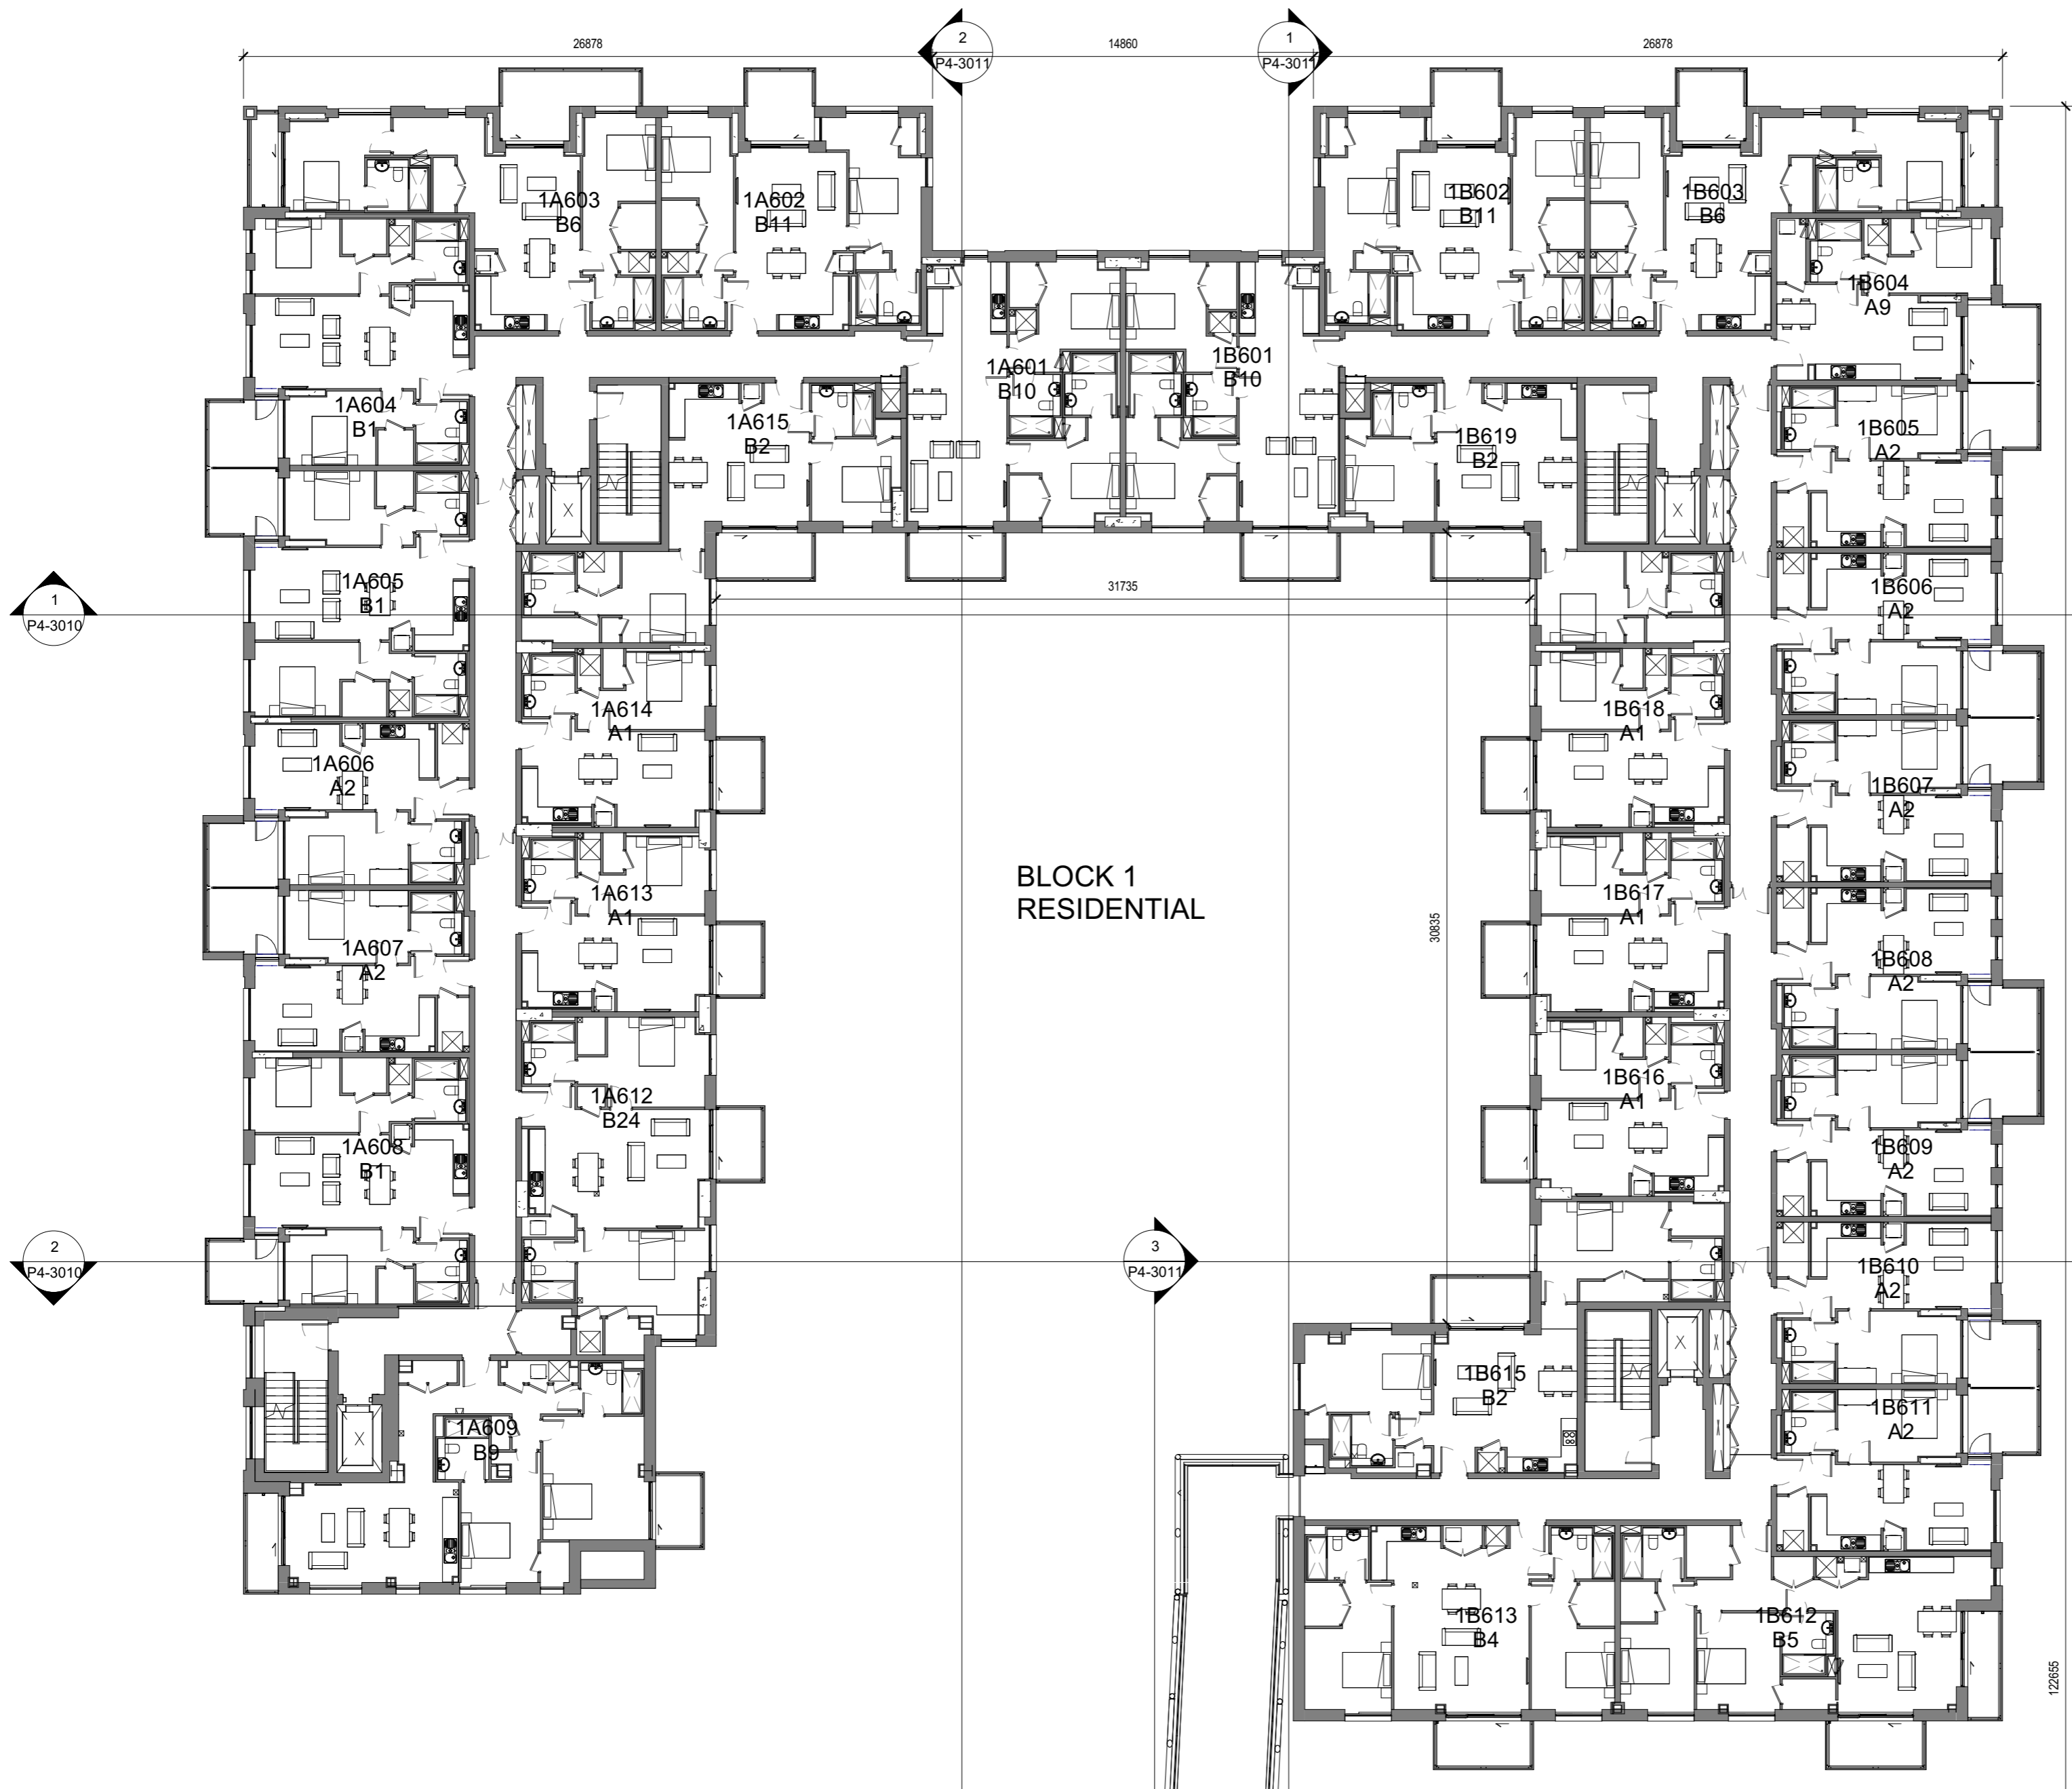 26878
14860
26878
2
P4-3011
1
P4-3011
1A603
B6
1A602
B11
1B602
B11
1B603
B6
1B604
A9
1A601
B10
1B601
B10
1A604
B1
1A615
B2
1B619
B2
1B605
A2
1A605
B1
1B606
A2
1
P4-3010
31735
1A614
A1
1B618
A1
1A606
A2
1B607
A2
BLOCK 1
RESIDENTIAL
1A613
A1
1B617
A1
30835
1A607
A2
1B608
A2
1A612
B24
1B616
A1
1A608
B1
1B609
A2
2
P4-3010
3
P4-3011
1B610
A2
1B615
B2
1B611
A2
1A609
B9
1B613
B4
1B612
B5
122655